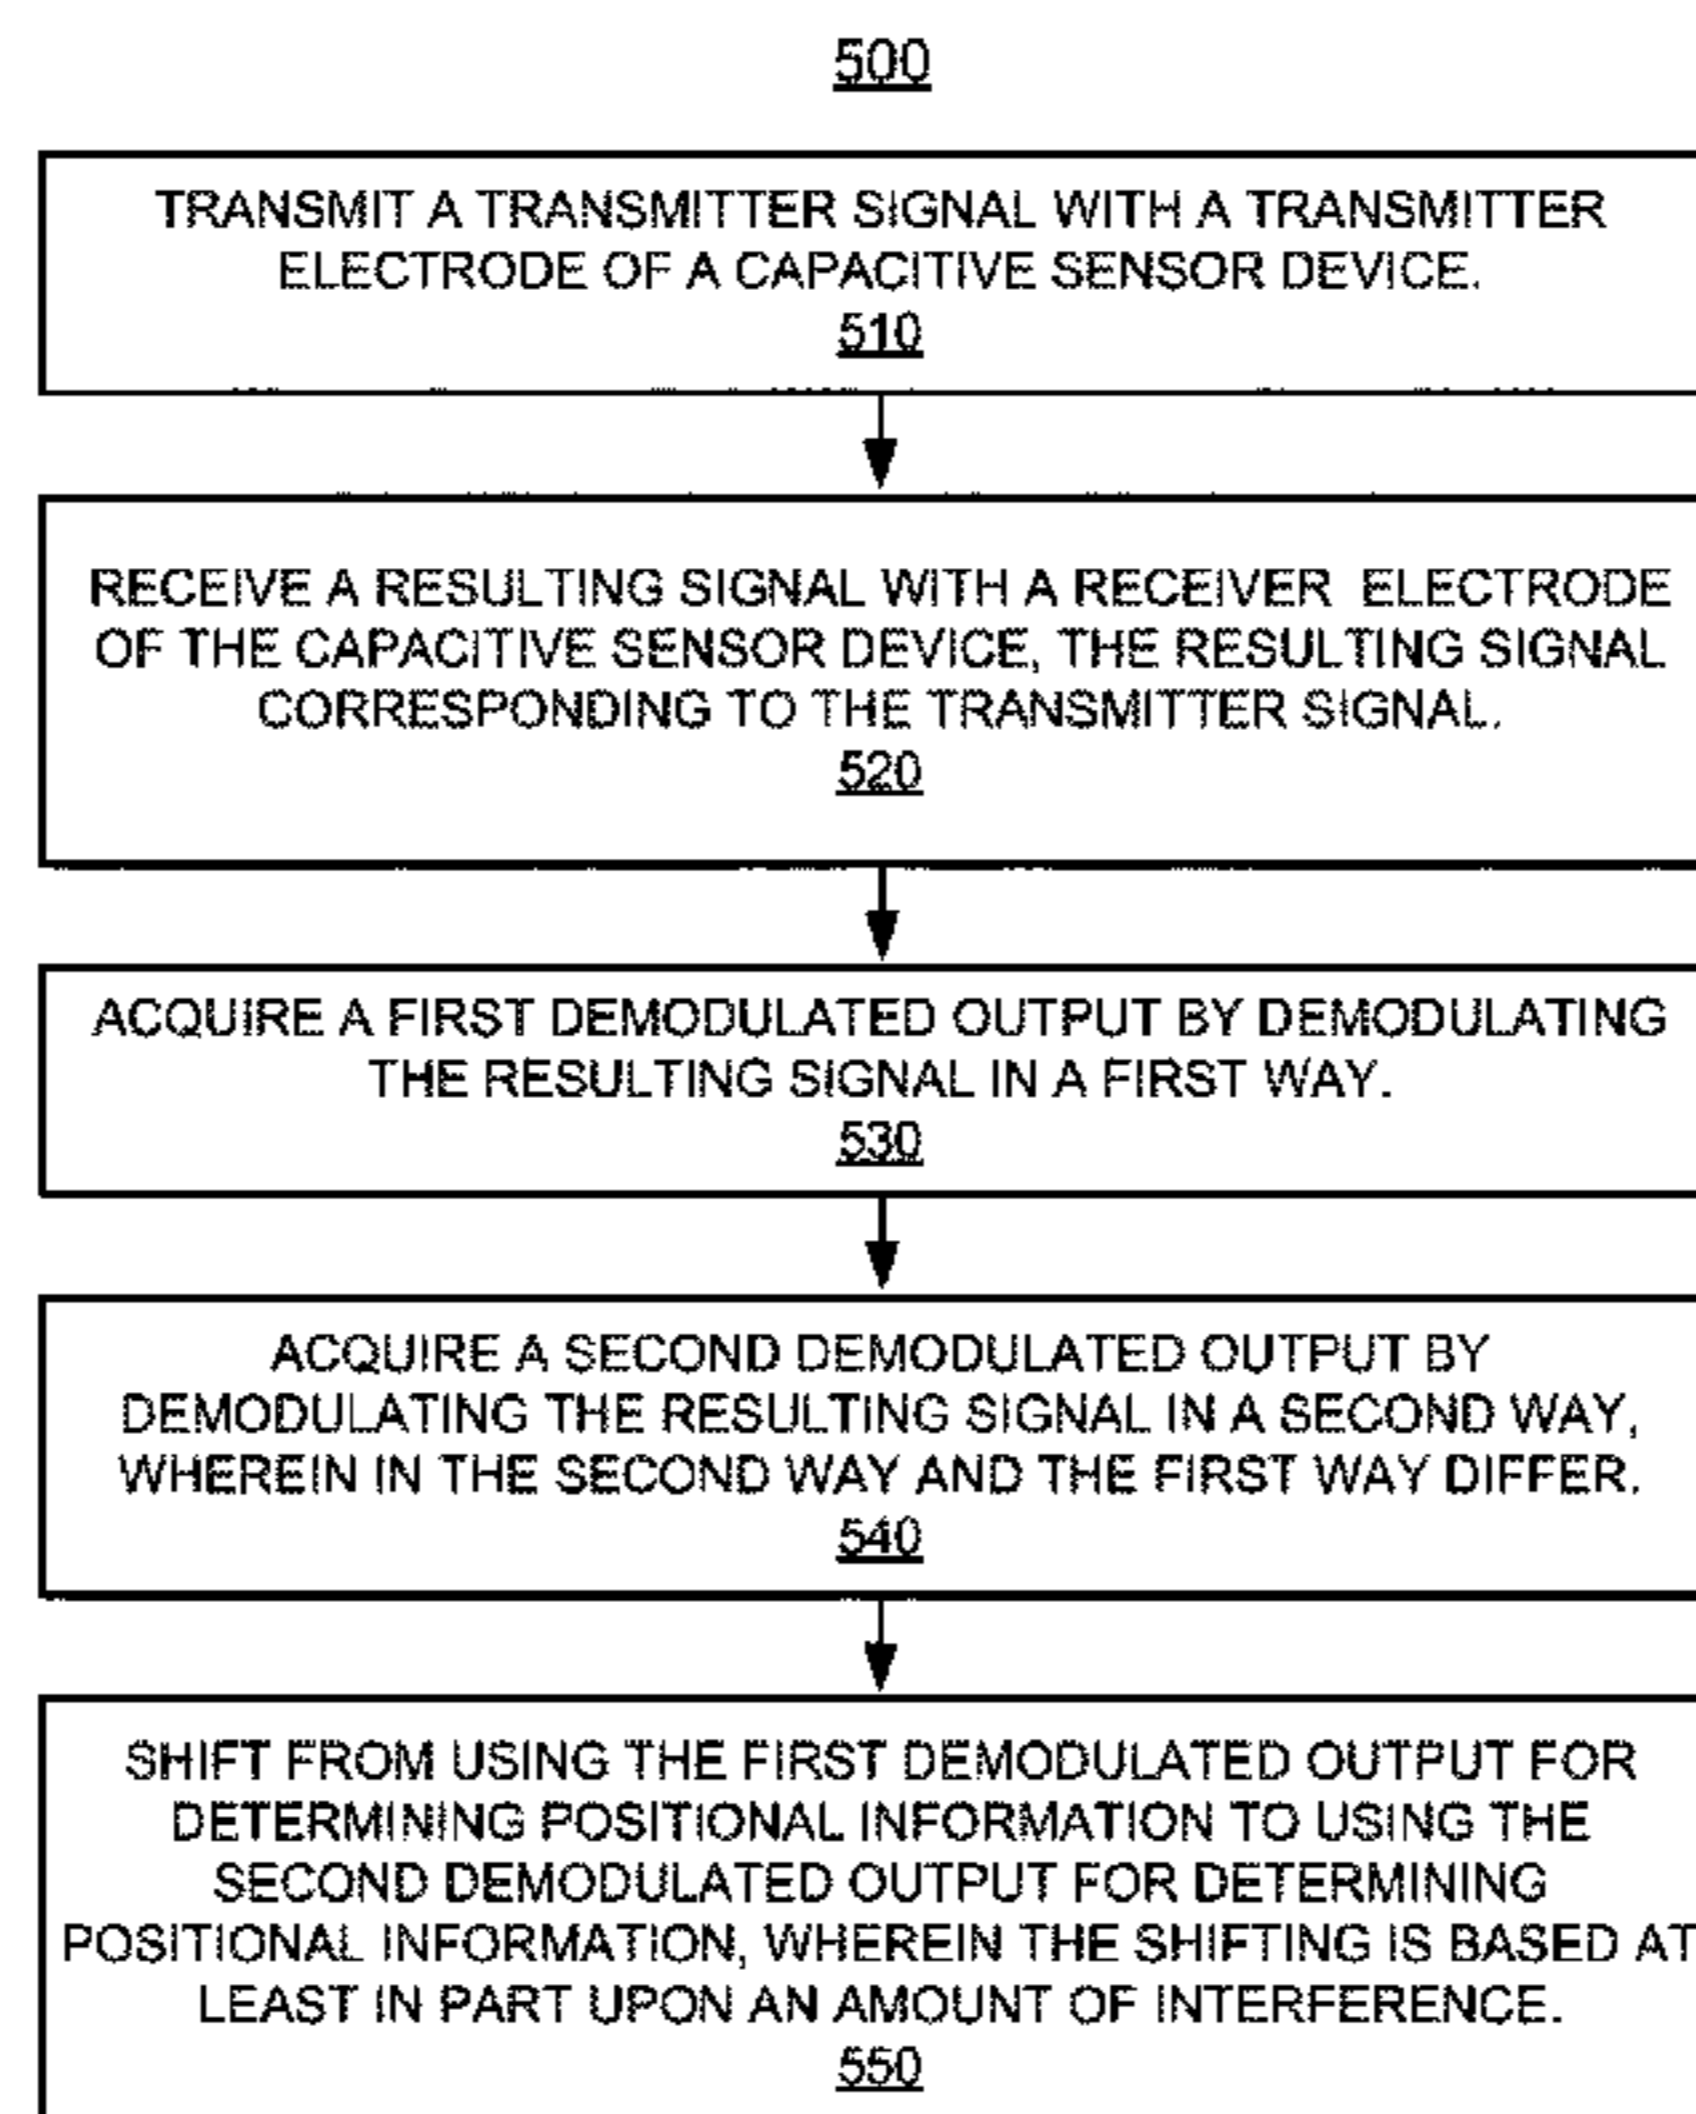 500
TRANSMIT A TRANSMITTER SIGNAL WITH A TRANSMITTER
ELECTRODE OF A CAPACITIVE SENSOR DEVICE.
510
RECEIVE A RESULTING SIGNAL WITH A RECEIVER ELECTRODE
OF THE CAPACITIVE SENSOR DEVICE, THE RESULTING SIGNAL
CORRESPONDING TO THE TRANSMITTER SIGNAL.
520
ACQUIRE A FIRST DEMODULATED OUTPUT BY DEMODULATING
THE RESULTING SIGNAL IN A FIRST WAY.
530
ACQUIRE A SECOND DEMODULATED OUTPUT BY
DEMODULATING THE RESULTING SIGNAL IN A SECOND WAY,
WHEREIN IN THE SECOND WAY AND THE FIRST WAY DIFFER.
540
SHIFT FROM USING THE FIRST DEMODULATED OUTPUT FOR
DETERMINING POSITIONAL INFORMATION TO USING THE
SECOND DEMODULATED OUTPUT FOR DETERMINING
POSITIONAL INFORMATION, WHEREIN THE SHIFTING IS BASED AT
LEAST IN PART UPON AN AMOUNT OF INTERFERENCE.
550